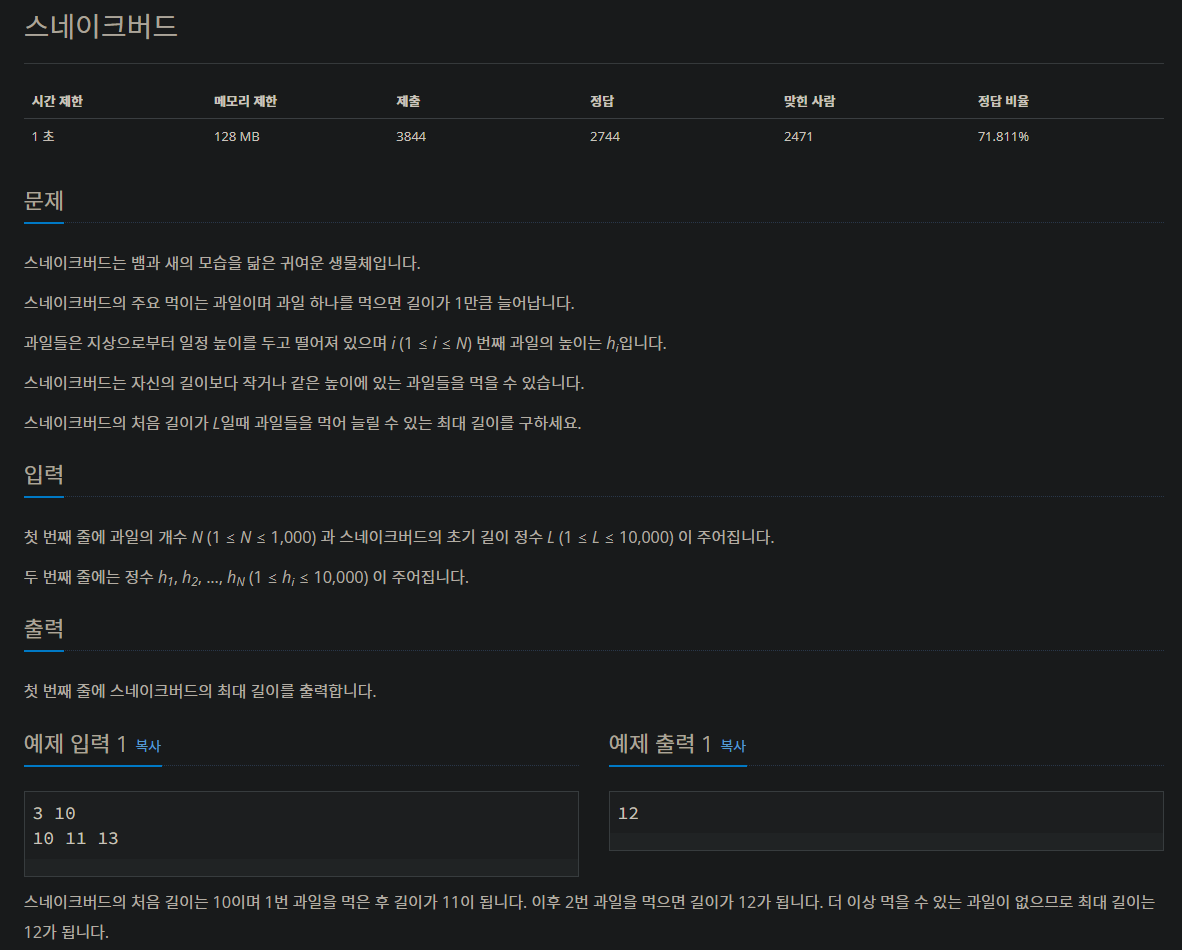 스네이크버드
시간 제한 메모리 제한 제출 정답 맞힌 사람 정답 비율
1 초 128 MB 3844 2744 2471 71.811%
문제
스네이크버드는 뱀과 새의 모습을 닮은 귀여운 생물체입니다.
스네이크버드의 주요 먹이는 과일이며 과일 하나를 먹으면 길이가 1만큼 늘어납니다.
과일들은 지상으로부터 일정 높이를 두고 떨어져 있으며 i (1 ≤ i ≤ N) 번째 과일의 높이는 hi입니다.
스네이크버드는 자신의 길이보다 작거나 같은 높이에 있는 과일들을 먹을 수 있습니다.
스네이크버드의 처음 길이가 L일때 과일들을 먹어 늘릴 수 있는 최대 길이를 구하세요.
입력
첫 번째 줄에 과일의 개수 N (1 ≤ N ≤ 1,000) 과 스네이크버드의 초기 길이 정수 L (1 ≤ L ≤ 10,000) 이 주어집니다.
두 번째 줄에는 정수 h1, h2, ..., hN (1 ≤ hi ≤ 10,000) 이 주어집니다.
출력
첫 번째 줄에 스네이크버드의 최대 길이를 출력합니다.
예제 입력 1 복사
3 10
10 11 13
예제 출력 1 복사
12
스네이크버드의 처음 길이는 10이며 1번 과일을 먹은 후 길이가 11이 됩니다. 이후 2번 과일을 먹으면 길이가 12가 됩니다. 더 이상 먹을 수 있는 과일이 없으므로 최대 길이는
12가 됩니다.